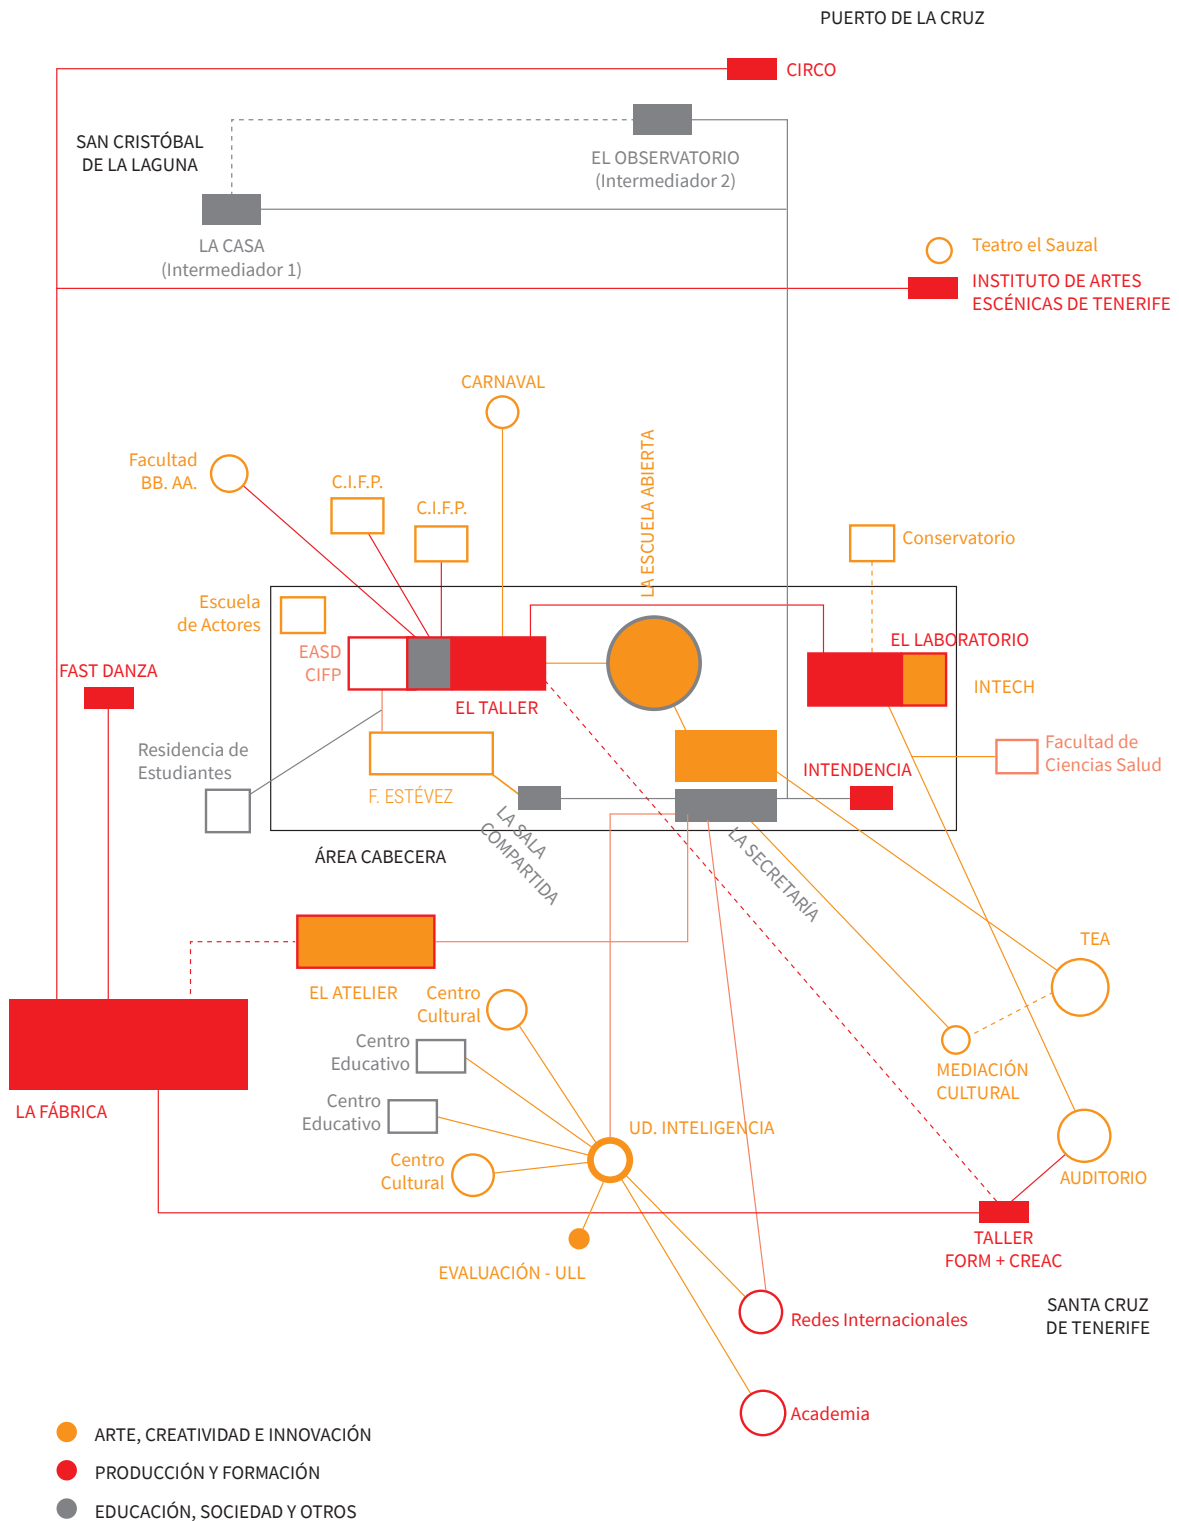 PUERTO DE LA CRUZ
CIRCO
SAN CRISTÓBAL
DE LA LAGUNA
EL OBSERVATORIO
(Intermediador 2)
LA CASA
(Intermediador 1)
Teatro el Sauzal
INSTITUTO DE ARTES
ESCÉNICAS DE TENERIFE
CARNAVAL
LA ESCUELA ABIERTA
Facultad
BB. AA.
C.I.F.P.
C.I.F.P.
Conservatorio
Escuela
de Actores
EASD
CIFP
EL LABORATORIO
FAST DANZA
INTECH
EL TALLER
Residencia de
Estudiantes
Facultad de
Ciencias Salud
INTENDENCIA
F. ESTÉVEZ
LA SALA
COMPARTIDA
LA SECRETARÍA
ÁREA CABECERA
TEA
EL ATELIER
Centro
Cultural
Centro
Educativo
MEDIACIÓN
CULTURAL
Centro
Educativo
LA FÁBRICA
UD. INTELIGENCIA
Centro
Cultural
AUDITORIO
TALLER
FORM + CREAC
EVALUACIÓN - ULL
SANTA CRUZ
DE TENERIFE
Redes Internacionales
Academia
ARTE, CREATIVIDAD E INNOVACIÓN
PRODUCCIÓN Y FORMACIÓN
EDUCACIÓN, SOCIEDAD Y OTROS